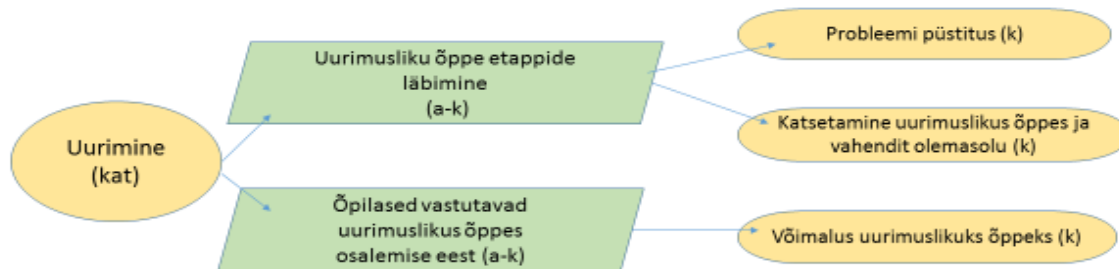 Uurimine
(kat)
Uurimusliku õppe etappide
läbimine
(a-k)
Õpilased vastutavad
uurimuslikus õppes
osalemise eest (a-k)
Probleemi püstitus (k)
Katsetamine uurimuslikus õppes ja
vahendit olemasolu (k)
Võimalus uurimuslikuks õppeks (k)